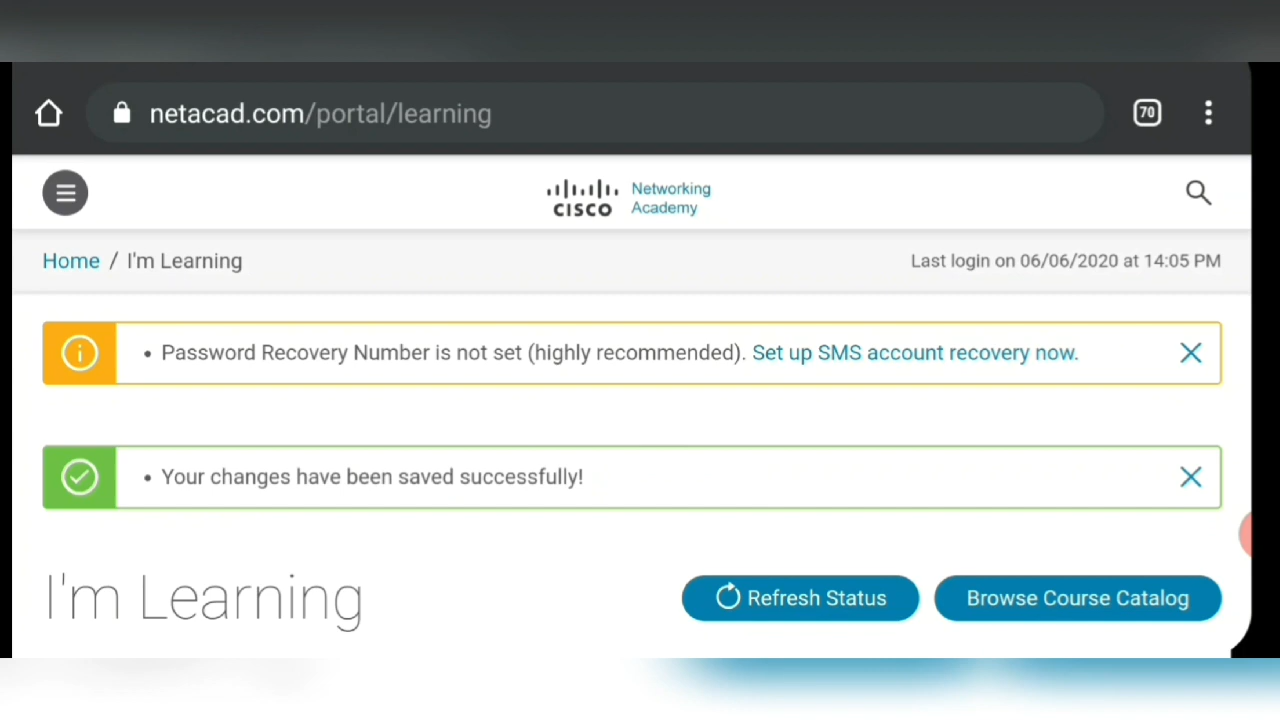 netacad.com/portal/learning
70
CISCO
Networking
Academy
Home / I'm Learning
Last login on 06/06/2020 at 14:05 PM
• Password Recovery Number is not set (highly recommended). Set up SMS account recovery now.
• Your changes have been saved successfully!
I'm Learning
Refresh Status
Browse Course Catalog